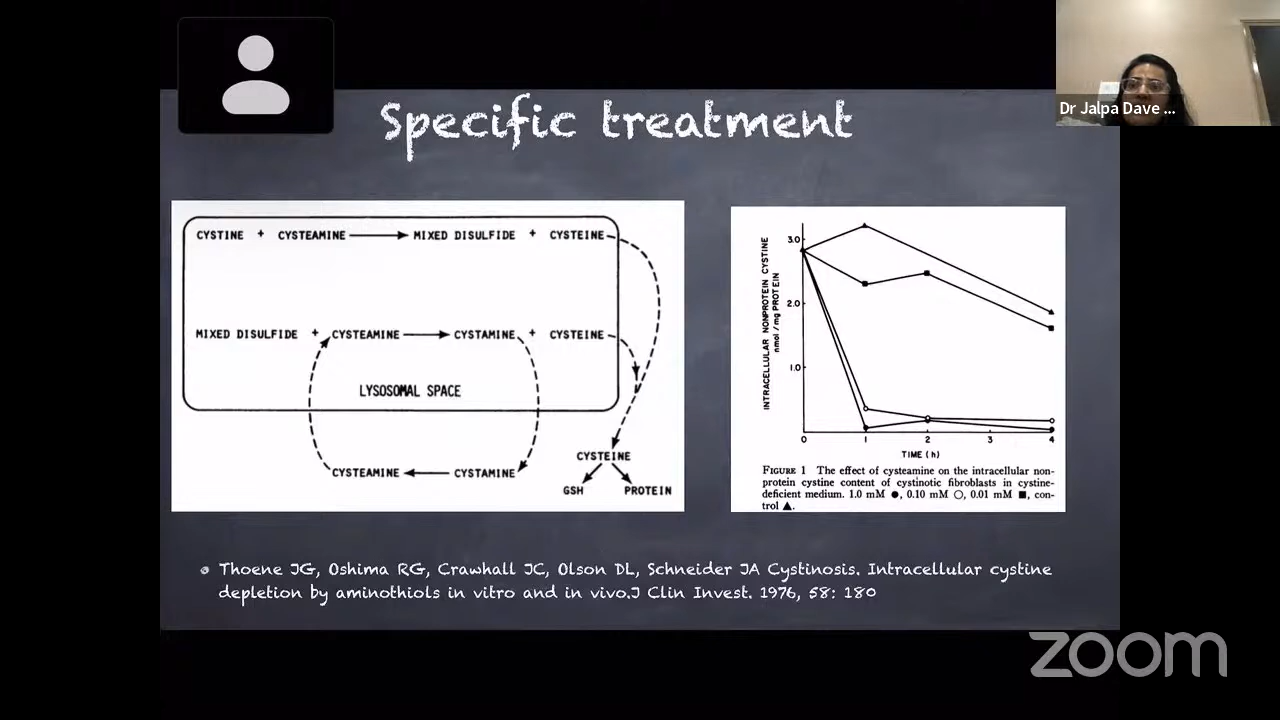 Specific treatment
Dr Jalpa Dave ...
CYSTINE + CYSTEAMINE MIXED DISULFIDE + CYSTEINE
MIXED DISULFIDE + CYSTEAMINE CYSTAMINE + CYSTEINE
LYSOSOMAL SPACE
CYSTEAMINE CYSTAMINE
CYSTEINE
GSH PROTEIN
INTRACELLULAR NONPROTEIN CYSTINE
nmol/mg PROTEIN
3.0
2.0
1.0
0 1 2 3 4
TIME (h)
FIGURE 1 The effect of cysteamine on the intracellular non-
protein cystine content of cystinotic fibroblasts in cystine-
deficient medium. 1.0 mM ●, 0.10 mM ○, 0.01 mM ■, con-
trol ▲.
Thoene JG, Oshima RG, Crawhall JC, Olson DL, Schneider JA Cystinosis. Intracellular cystine
depletion by aminothiols in vitro and in vivo.J Clin Invest. 1976, 58: 180
zoom